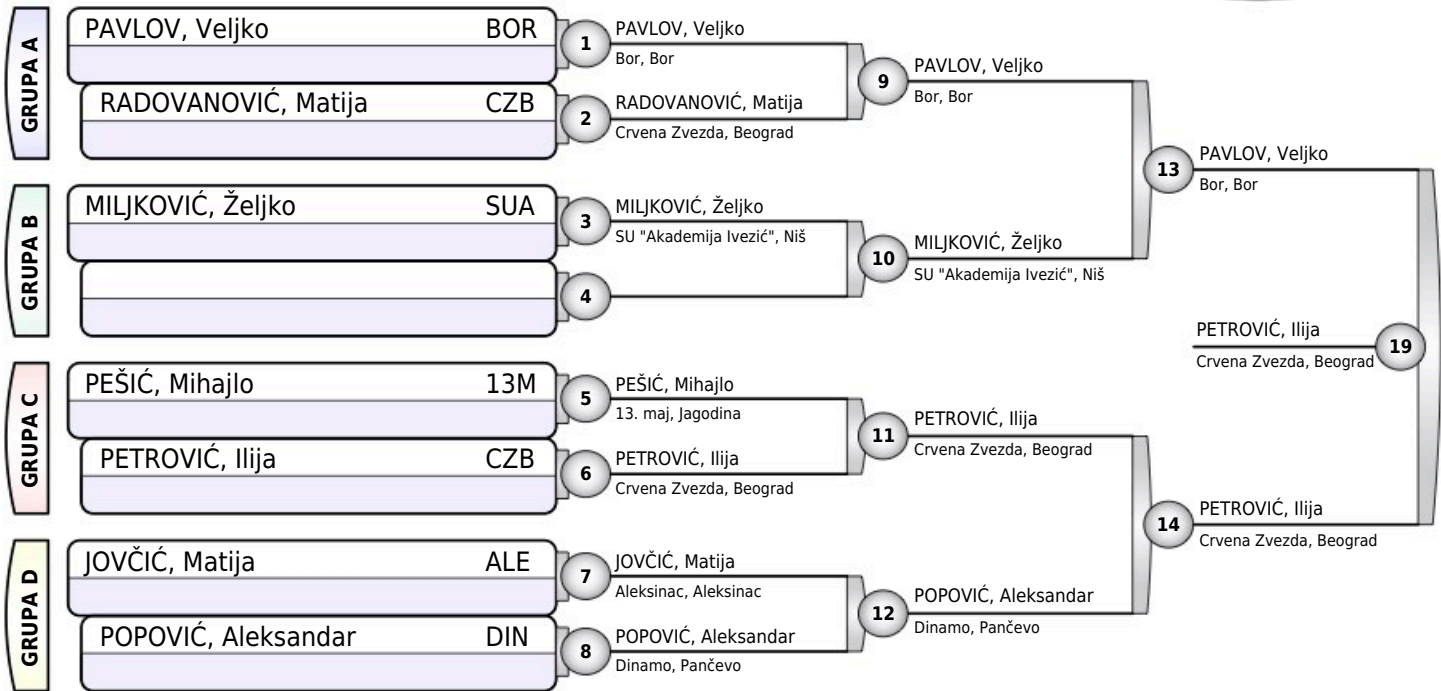 GRUPA A
PAVLOV, Veljko BOR
1
PAVLOV, Veljko
Bor, Bor
RADOVANOVIĆ, Matija CZB
2
RADOVANOVIĆ, Matija
Crvena Zvezda, Beograd
9
PAVLOV, Veljko
Bor, Bor
GRUPA B
MILJKOVIĆ, Željko SUA
3
MILJKOVIĆ, Željko
SU "Akademija Ivezić", Niš
4
10
MILJKOVIĆ, Željko
SU "Akademija Ivezić", Niš
13
PAVLOV, Veljko
Bor, Bor
GRUPA C
PEŠIĆ, Mihajlo 13M
5
PEŠIĆ, Mihajlo
13. maj, Jagodina
PETROVIĆ, Ilija CZB
6
PETROVIĆ, Ilija
Crvena Zvezda, Beograd
11
PETROVIĆ, Ilija
Crvena Zvezda, Beograd
GRUPA D
JOVČIĆ, Matija ALE
7
JOVČIĆ, Matija
Aleksinac, Aleksinac
POPOVIĆ, Aleksandar DIN
8
POPOVIĆ, Aleksandar
Dinamo, Pančevo
12
POPOVIĆ, Aleksandar
Dinamo, Pančevo
14
PETROVIĆ, Ilija
Crvena Zvezda, Beograd
PETROVIĆ, Ilija
Crvena Zvezda, Beograd
19